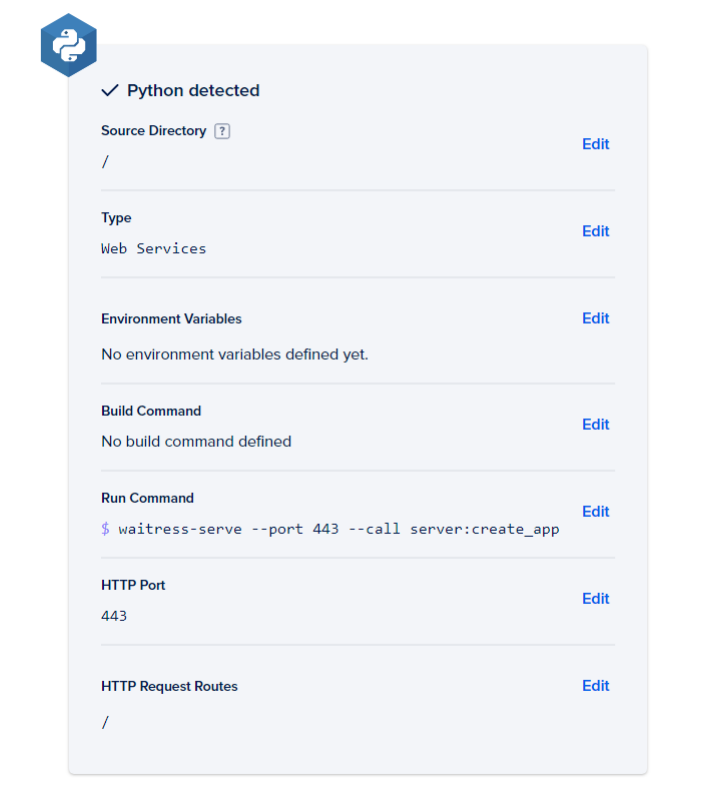 Python detected
Source Directory ?
Edit
/
Type
Edit
Web Services
Environment Variables
Edit
No environment variables defined yet.
Build Command
Edit
No build command defined
Run Command
Edit
$ waitress-serve --port 443 --call server:create_app
HTTP Port
Edit
443
HTTP Request Routes
Edit
/